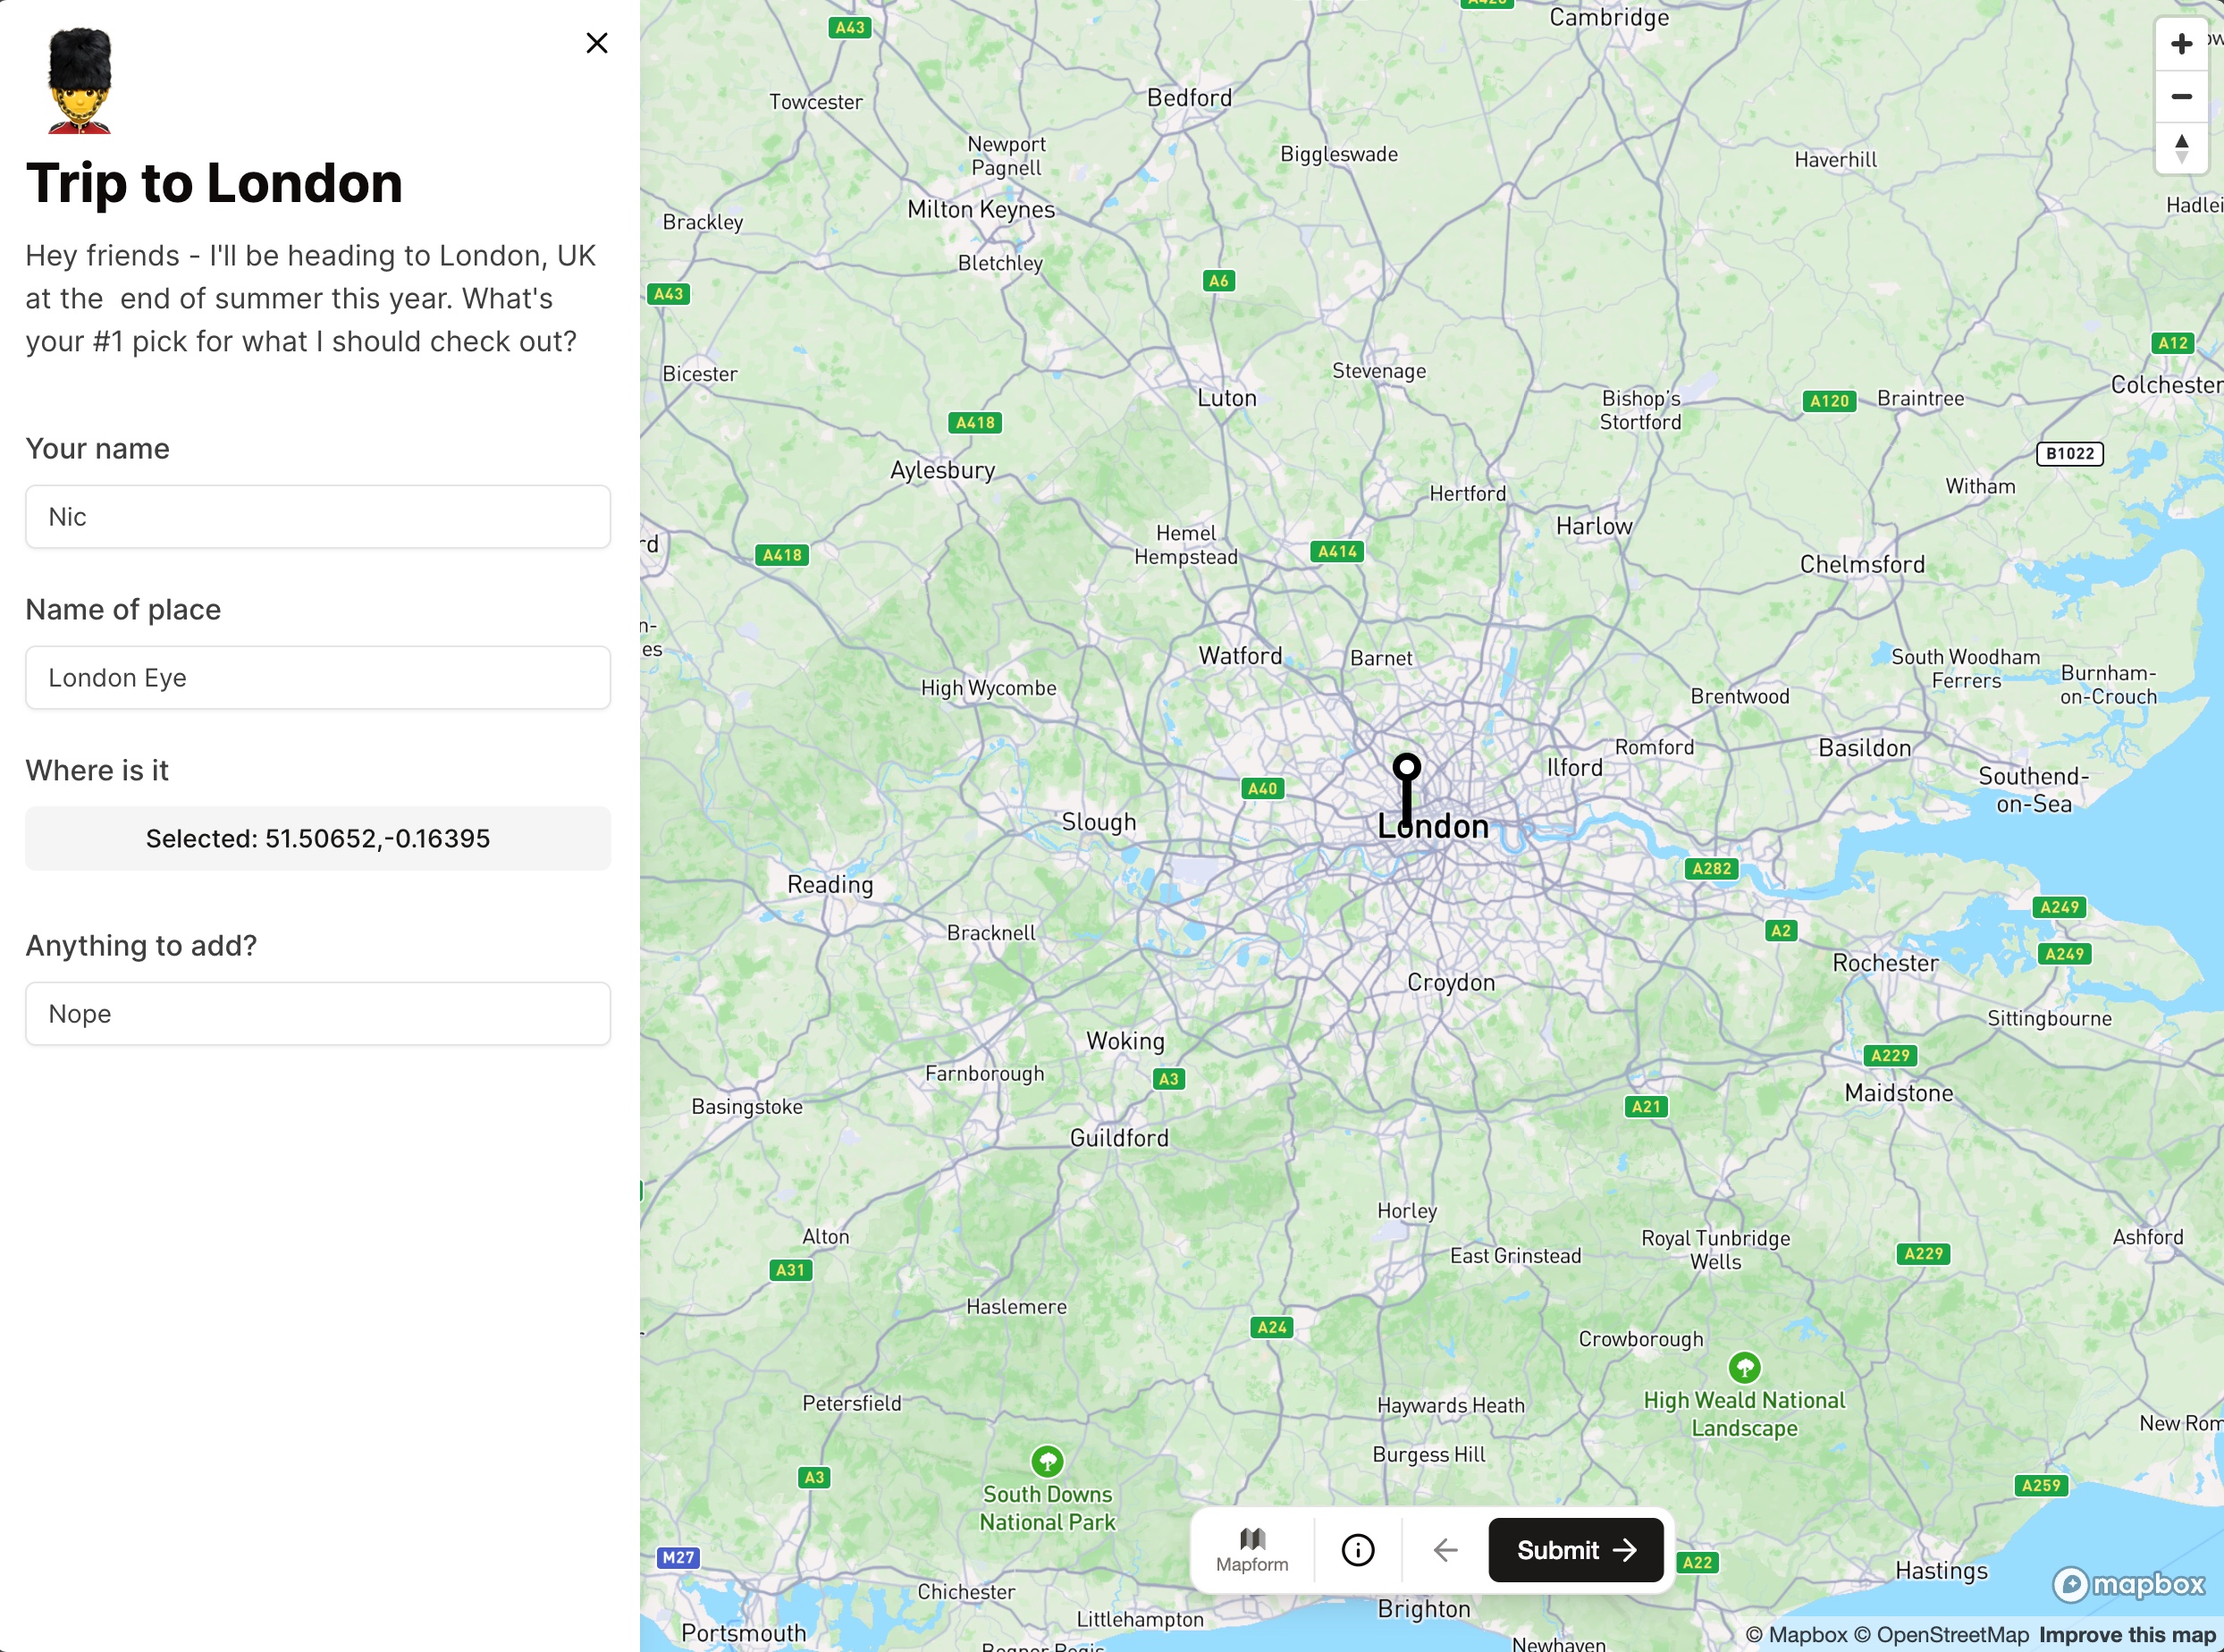 Trip to London
Hey friends - I'll be heading to London, UK
at the  end of summer this year. What's
your #1 pick for what I should check out?
Your name
Nic
Name of place
London Eye
Where is it
Selected: 51.50652,-0.16395
Anything to add?
Nope
A43
Cambridge
Towcester
Bedford
Newport
Pagnell
Biggleswade
Haverhill
Brackley
Milton Keynes
Bletchley
A43
A6
A12
Bicester
Stevenage
Luton
Bishop's
Stortford
A120
Braintree
Colchester
A418
Aylesbury
B1022
Hertford
Witham
Harlow
A418
Hemel
Hempstead
A414
Chelmsford
Watford
Barnet
South Woodham
Ferrers
Burnham-
on-Crouch
High Wycombe
Brentwood
Romford
Basildon
Ilford
Southend-
on-Sea
A40
Slough
London
A282
Reading
A249
Bracknell
A2
A249
Rochester
Croydon
Sittingbourne
Woking
A229
Farnborough
A3
Maidstone
Basingstoke
A21
Guildford
Horley
Alton
East Grinstead
Royal Tunbridge
Wells
A229
Ashford
A31
Haslemere
A24
Crowborough
Petersfield
Haywards Heath
High Weald National
Landscape
Burgess Hill
A3
South Downs
National Park
A259
M27
Mapform
Submit
A22
Hastings
Chichester
Littlehampton
Brighton
Portsmouth
Newhaven
mapbox
© Mapbox © OpenStreetMap Improve this map